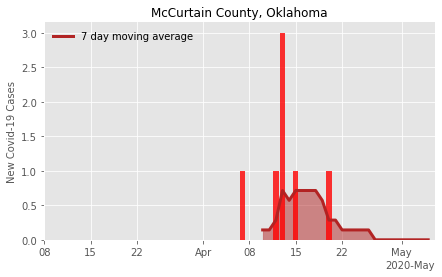 McCurtain County, Oklahoma
7 day moving average
New Covid-19 Cases
3.0
2.5
2.0
1.5
1.0
0.5
0.0
08 15 22 Apr 08 15 22 May
2020-May